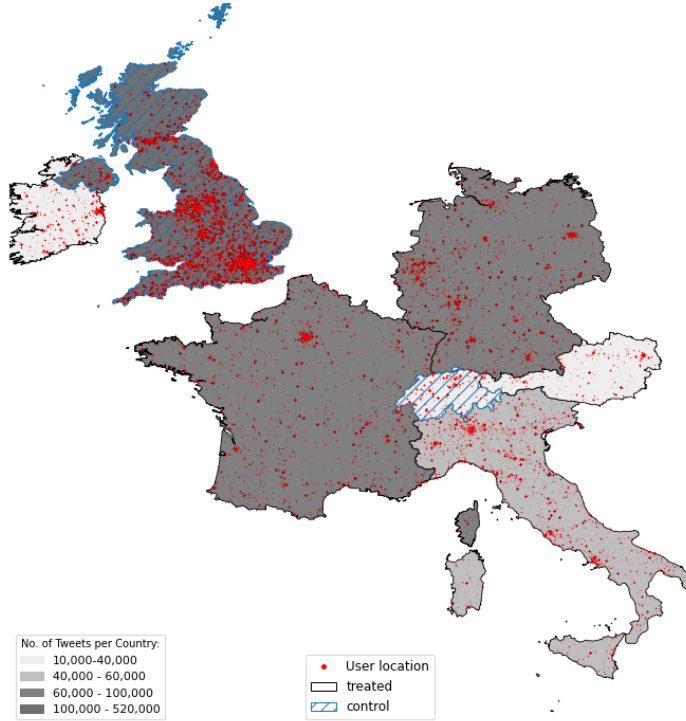 No. of Tweets per Country:
10,000-40,000
40,000 - 60,000
60,000 - 100,000
100,000 - 520,000
User location
treated
control